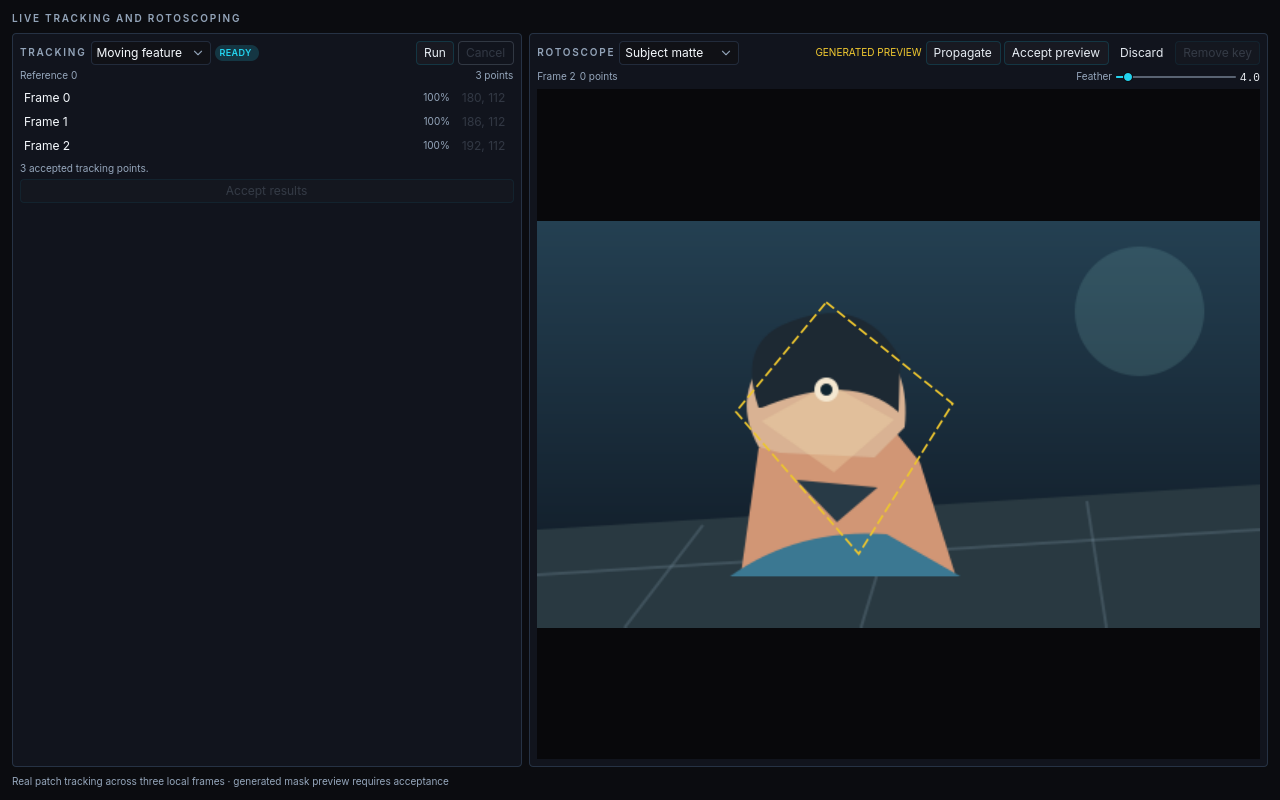 LIVE TRACKING AND ROTOSCOPING
TRACKING Moving feature READY Run Cancel
Reference 0 3 points
Frame 0 100% 180, 112
Frame 1 100% 186, 112
Frame 2 100% 192, 112
3 accepted tracking points.
Accept results
ROTOSCOPE Subject matte GENERATED PREVIEW Propagate Accept preview Discard Remove key
Frame 2 0 points Feather 4.0
Real patch tracking across three local frames · generated mask preview requires acceptance